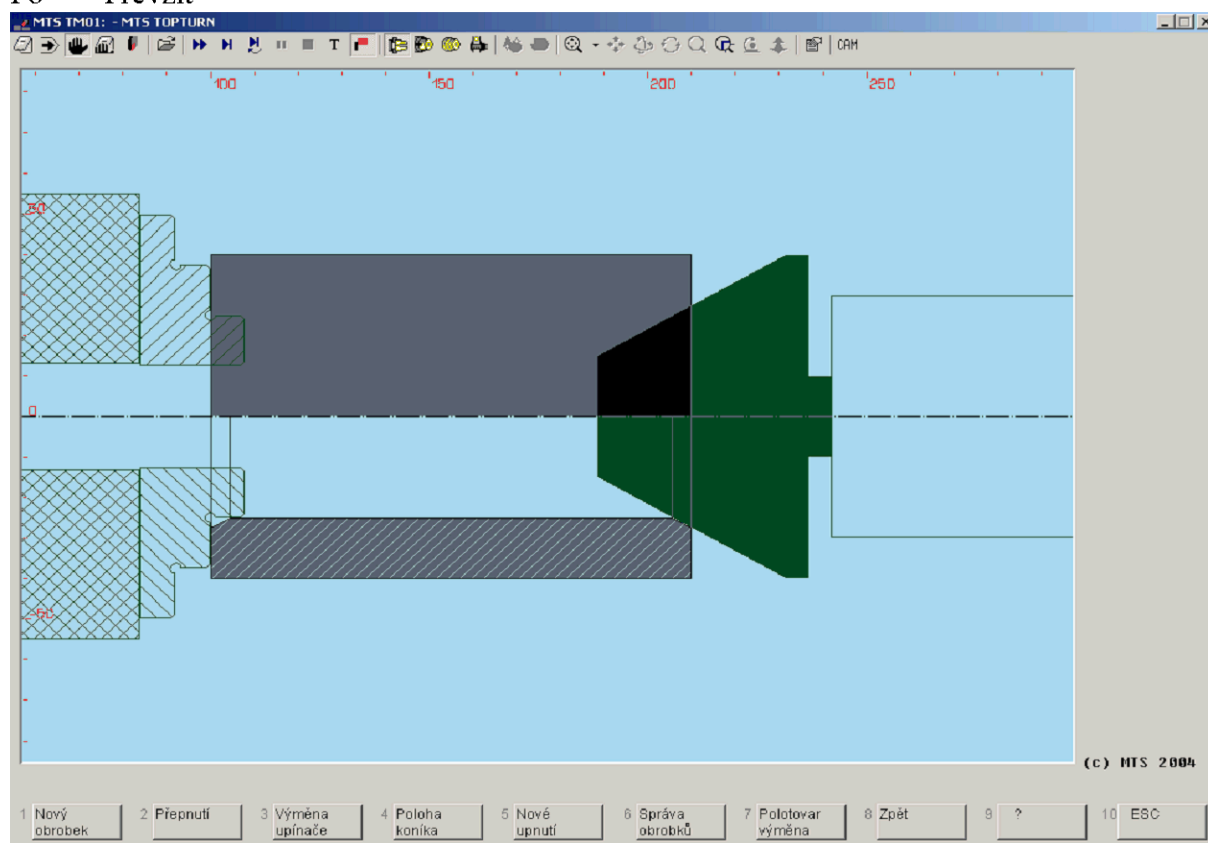 MTS TM01: - MTS TOPTURN
T CAM
100 150 200 250
0
(c) MTS 2004
1 Nový obrobek 2 Přepnutí 3 Výměna upínače 4 Poloha koníka 5 Nové upnutí 6 Správa obrobků 7 Polotovar výměna 8 Zpět 9 ? 10 ESC